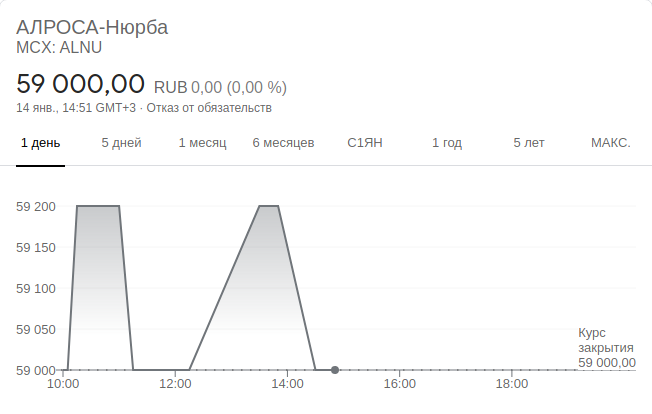 АЛРОСА-Нюрба
MCX: ALNU
59 000,00 RUB 0,00 (0,00 %)
14 янв., 14:51 GMT+3 · Отказ от обязательств
1 день 5 дней 1 месяц 6 месяцев С1ЯН 1 год 5 лет МАКС.
59 200
59 150
59 100
59 050
59 000
Курс
закрытия
59 000,00
10:00 12:00 14:00 16:00 18:00